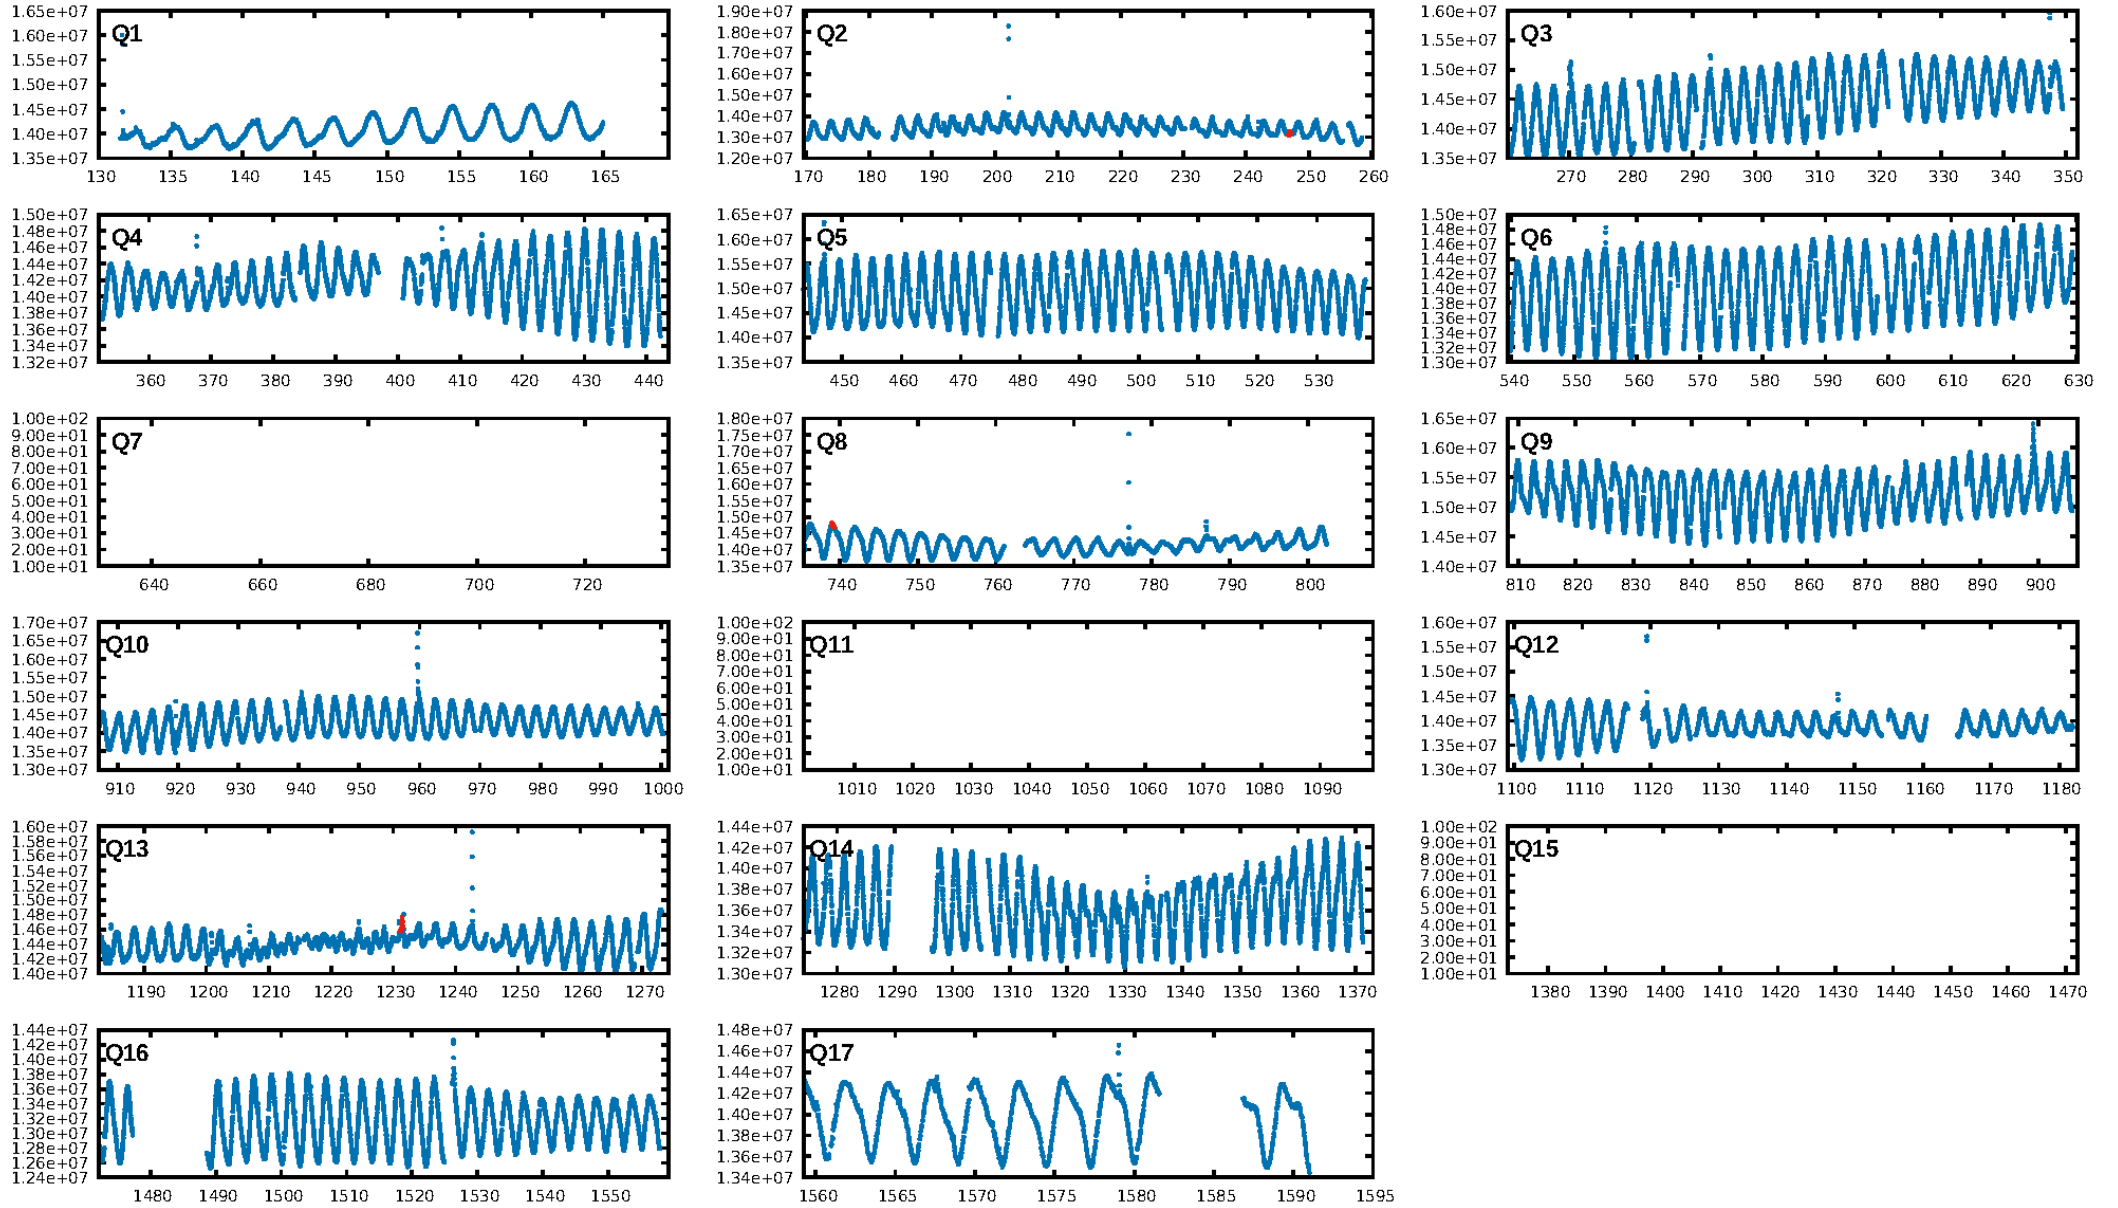 Q1
1.65e+07
1.60e+07
1.55e+07
1.50e+07
1.45e+07
1.40e+07
1.35e+07
130 135 140 145 150 155 160 165
Q2
1.90e+07
1.80e+07
1.70e+07
1.60e+07
1.50e+07
1.40e+07
1.30e+07
1.20e+07
170 180 190 200 210 220 230 240 250 260
Q3
1.60e+07
1.55e+07
1.50e+07
1.45e+07
1.40e+07
1.35e+07
270 280 290 300 310 320 330 340 350
Q4
1.50e+07
1.48e+07
1.46e+07
1.44e+07
1.42e+07
1.40e+07
1.38e+07
1.36e+07
1.34e+07
1.32e+07
360 370 380 390 400 410 420 430 440
Q5
1.65e+07
1.60e+07
1.55e+07
1.50e+07
1.45e+07
1.40e+07
1.35e+07
450 460 470 480 490 500 510 520 530
Q6
1.50e+07
1.48e+07
1.46e+07
1.44e+07
1.42e+07
1.40e+07
1.38e+07
1.36e+07
1.34e+07
1.32e+07
1.30e+07
540 550 560 570 580 590 600 610 620 630
Q7
1.00e+02
9.00e+01
8.00e+01
7.00e+01
6.00e+01
5.00e+01
4.00e+01
3.00e+01
2.00e+01
1.00e+01
640 660 680 700 720
Q8
1.80e+07
1.75e+07
1.70e+07
1.65e+07
1.60e+07
1.55e+07
1.50e+07
1.45e+07
1.40e+07
1.35e+07
740 750 760 770 780 790 800
Q9
1.65e+07
1.60e+07
1.55e+07
1.50e+07
1.45e+07
1.40e+07
810 820 830 840 850 860 870 880 890 900
Q10
1.70e+07
1.65e+07
1.60e+07
1.55e+07
1.50e+07
1.45e+07
1.40e+07
1.35e+07
1.30e+07
910 920 930 940 950 960 970 980 990 1000
Q11
1.00e+02
9.00e+01
8.00e+01
7.00e+01
6.00e+01
5.00e+01
4.00e+01
3.00e+01
2.00e+01
1.00e+01
1010 1020 1030 1040 1050 1060 1070 1080 1090
Q12
1.60e+07
1.55e+07
1.50e+07
1.45e+07
1.40e+07
1.35e+07
1.30e+07
1100 1110 1120 1130 1140 1150 1160 1170 1180
Q13
1.60e+07
1.58e+07
1.56e+07
1.54e+07
1.52e+07
1.50e+07
1.48e+07
1.46e+07
1.44e+07
1.42e+07
1.40e+07
1190 1200 1210 1220 1230 1240 1250 1260 1270
Q14
1.44e+07
1.42e+07
1.40e+07
1.38e+07
1.36e+07
1.34e+07
1.32e+07
1.30e+07
1280 1290 1300 1310 1320 1330 1340 1350 1360 1370
Q15
1.00e+02
9.00e+01
8.00e+01
7.00e+01
6.00e+01
5.00e+01
4.00e+01
3.00e+01
2.00e+01
1.00e+01
1380 1390 1400 1410 1420 1430 1440 1450 1460 1470
Q16
1.44e+07
1.42e+07
1.40e+07
1.38e+07
1.36e+07
1.34e+07
1.32e+07
1.30e+07
1.28e+07
1.26e+07
1.24e+07
1480 1490 1500 1510 1520 1530 1540 1550
Q17
1.48e+07
1.46e+07
1.44e+07
1.42e+07
1.40e+07
1.38e+07
1.36e+07
1.34e+07
1560 1565 1570 1575 1580 1585 1590 1595